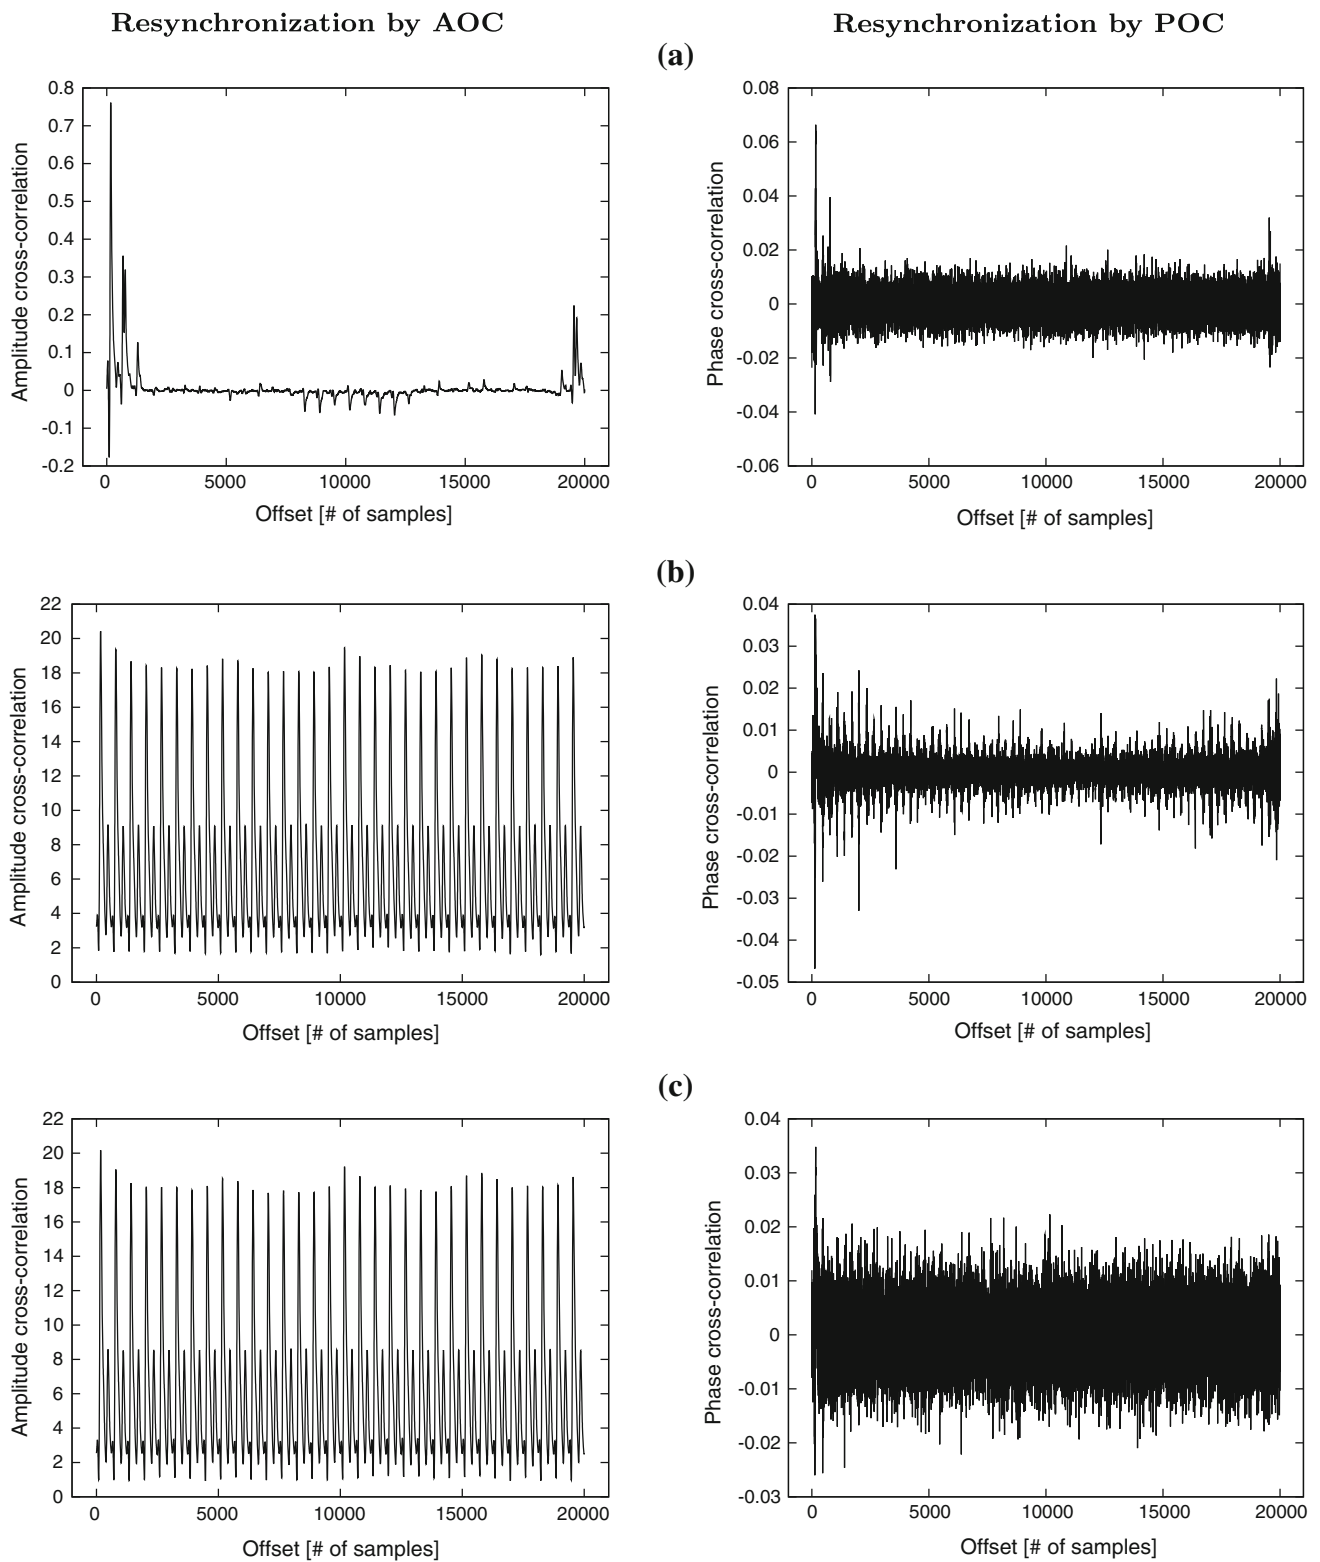 Resynchronization by AOC
Resynchronization by POC
(a)
0.8
0.7
0.6
0.5
0.4
0.3
0.2
0.1
0
-0.1
-0.2
Amplitude cross-correlation
0 5000 10000 15000 20000
Offset [# of samples]
0.08
0.06
0.04
0.02
0
-0.02
-0.04
-0.06
Phase cross-correlation
0 5000 10000 15000 20000
Offset [# of samples]
(b)
22
20
18
16
14
12
10
8
6
4
2
0
Amplitude cross-correlation
0 5000 10000 15000 20000
Offset [# of samples]
0.04
0.03
0.02
0.01
0
-0.01
-0.02
-0.03
-0.04
-0.05
Phase cross-correlation
0 5000 10000 15000 20000
Offset [# of samples]
(c)
22
20
18
16
14
12
10
8
6
4
2
0
Amplitude cross-correlation
0 5000 10000 15000 20000
Offset [# of samples]
0.04
0.03
0.02
0.01
0
-0.01
-0.02
-0.03
Phase cross-correlation
0 5000 10000 15000 20000
Offset [# of samples]